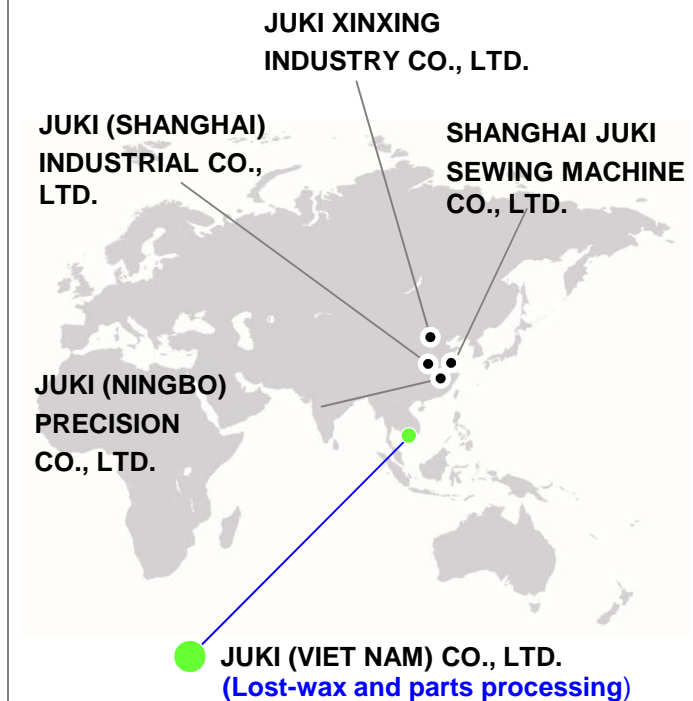 JUKI XINXING
INDUSTRY CO., LTD.
JUKI (SHANGHAI)
INDUSTRIAL CO.,
LTD.
SHANGHAI JUKI
SEWING MACHINE
CO., LTD.
JUKI (NINGBO)
PRECISION
CO., LTD.
JUKI (VIET NAM) CO., LTD.
(Lost-wax and parts processing)